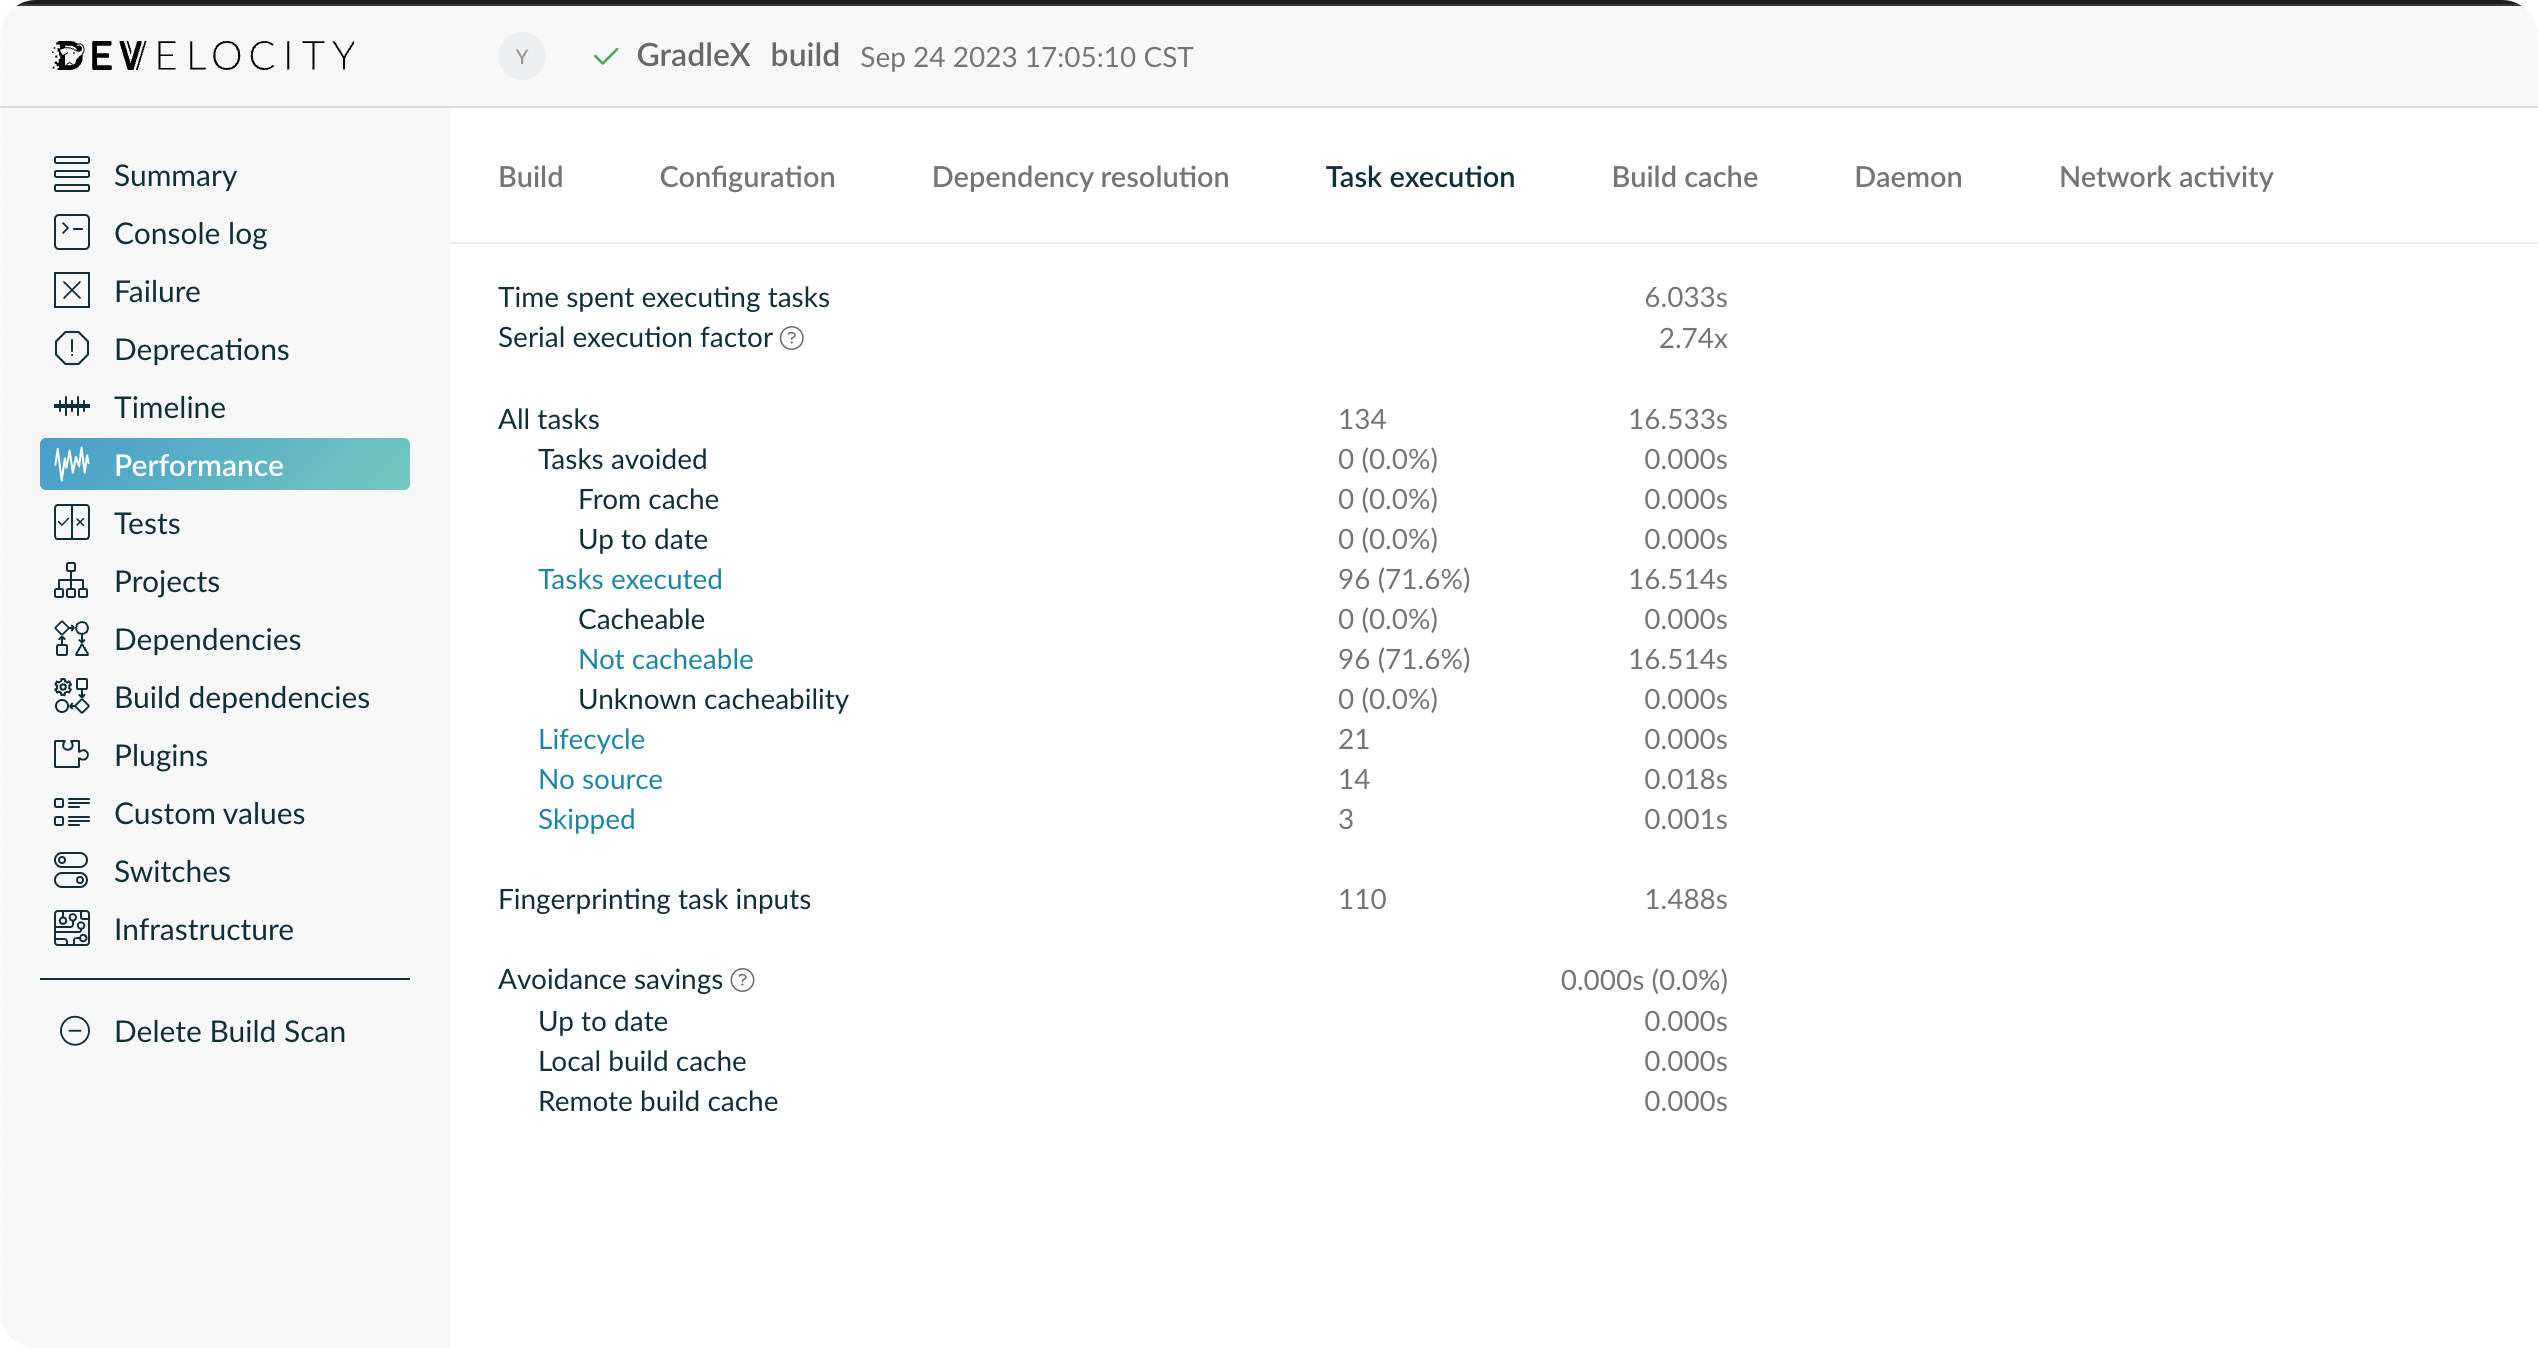 DEVELOCITY
Y GradleX build Sep 24 2023 17:05:10 CST
Summary
Console log
Failure
Deprecations
Timeline
Performance
Tests
Projects
Dependencies
Build dependencies
Plugins
Custom values
Switches
Infrastructure
Delete Build Scan
Build Configuration Dependency resolution Task execution Build cache Daemon Network activity
Time spent executing tasks 6.033s
Serial execution factor ? 2.74x
All tasks 134 16.533s
Tasks avoided 0 (0.0%) 0.000s
From cache 0 (0.0%) 0.000s
Up to date 0 (0.0%) 0.000s
Tasks executed 96 (71.6%) 16.514s
Cacheable 0 (0.0%) 0.000s
Not cacheable 96 (71.6%) 16.514s
Unknown cacheability 0 (0.0%) 0.000s
Lifecycle 21 0.000s
No source 14 0.018s
Skipped 3 0.001s
Fingerprinting task inputs 110 1.488s
Avoidance savings ? 0.000s (0.0%)
Up to date 0.000s
Local build cache 0.000s
Remote build cache 0.000s